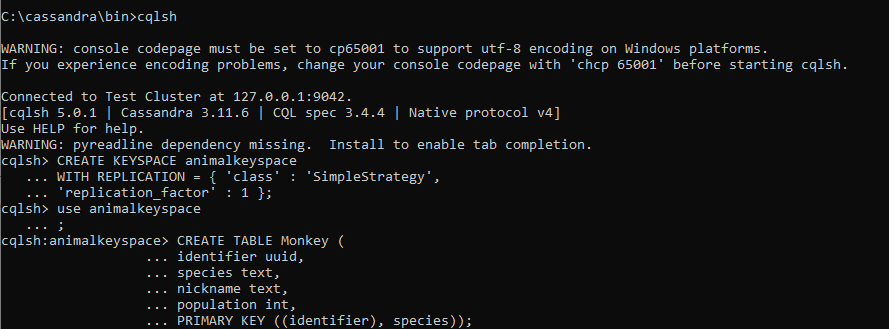 C:\cassandra\bin>cqlsh
WARNING: console codepage must be set to cp65001 to support utf-8 encoding on Windows platforms.
If you experience encoding problems, change your console codepage with 'chcp 65001' before starting cqlsh.
Connected to Test Cluster at 127.0.0.1:9042.
[cqlsh 5.0.1 | Cassandra 3.11.6 | CQL spec 3.4.4 | Native protocol v4]
Use HELP for help.
WARNING: pyreadline dependency missing.  Install to enable tab completion.
cqlsh> CREATE KEYSPACE animalkeyspace
   ... WITH REPLICATION = { 'class' : 'SimpleStrategy',
   ... 'replication_factor' : 1 };
cqlsh> use animalkeyspace
   ... ;
cqlsh:animalkeyspace> CREATE TABLE Monkey (
                  ... identifier uuid,
                  ... species text,
                  ... nickname text,
                  ... population int,
                  ... PRIMARY KEY ((identifier), species));